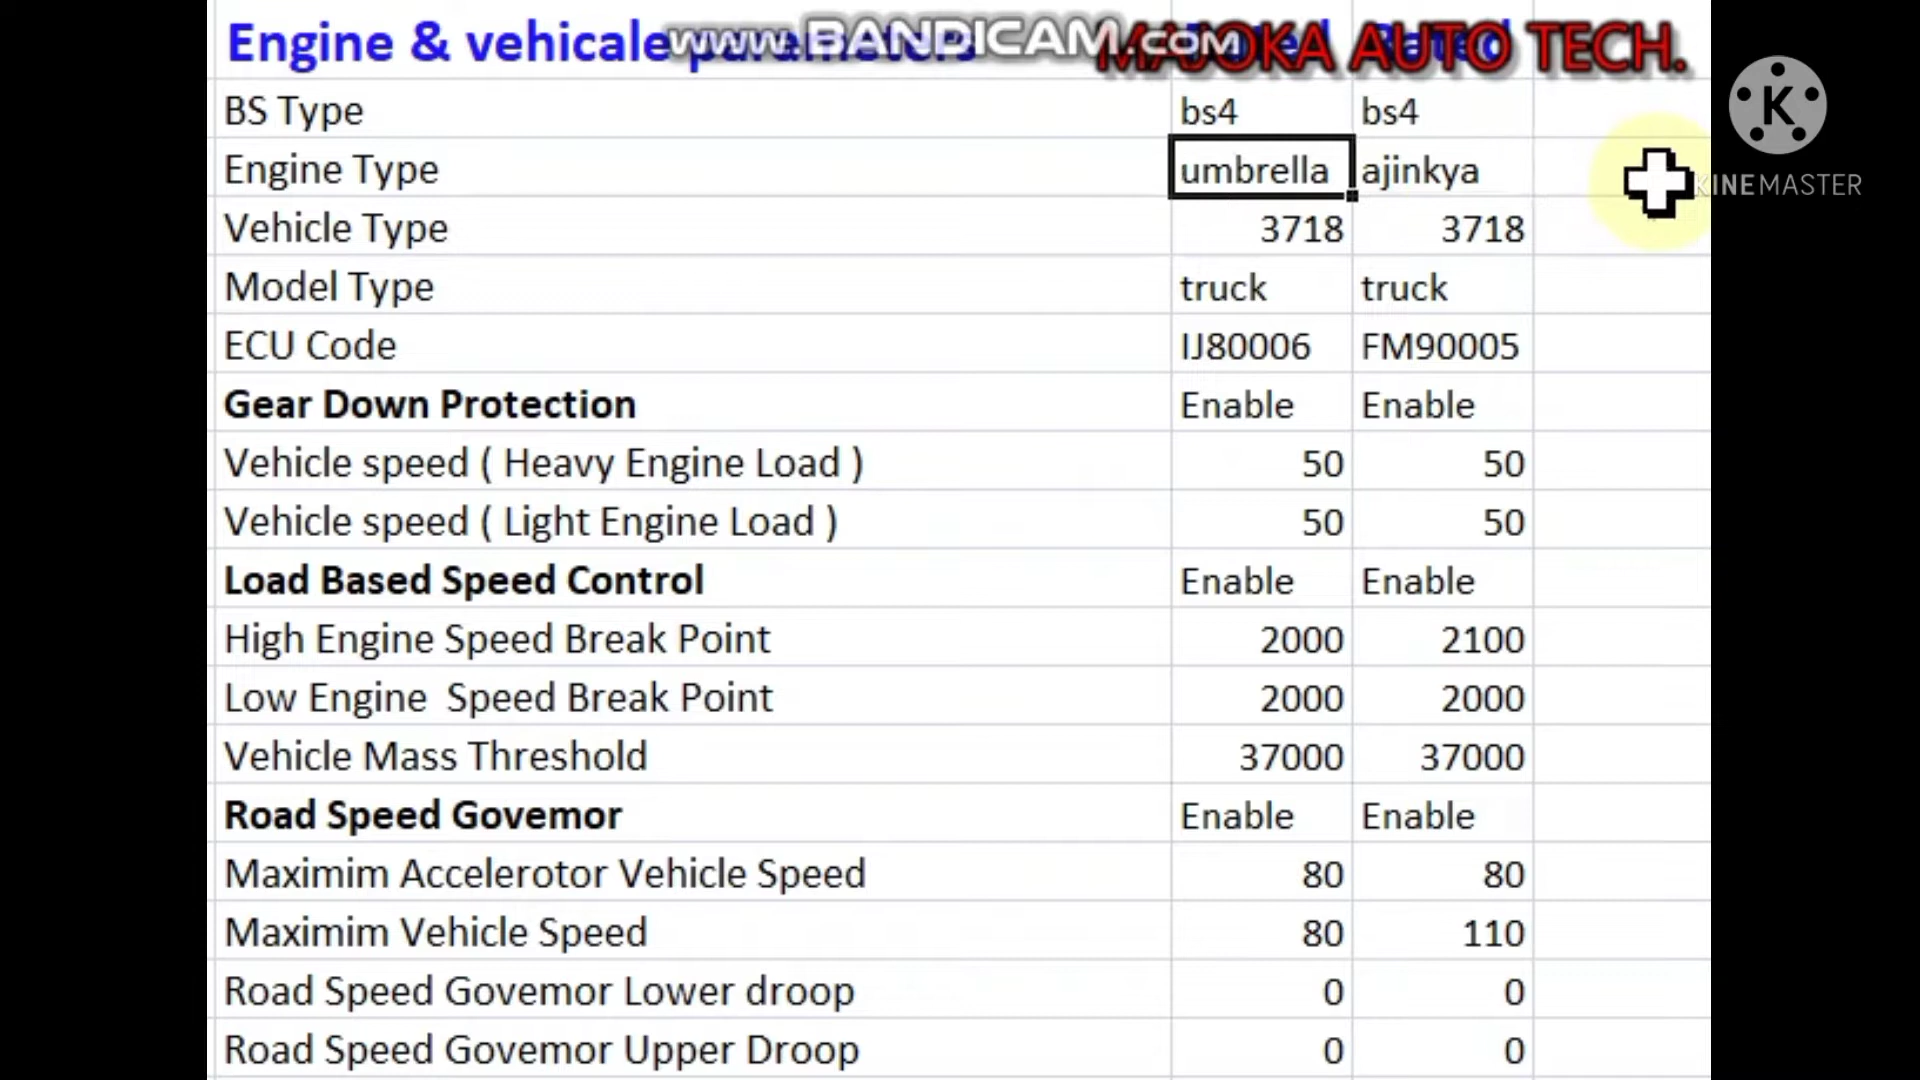 Engine & vehicale parameters
www.BANDICAM.com
MAJOKA AUTO TECH.
K
KINEMASTER
BS Type bs4 bs4
Engine Type umbrella ajinkya
Vehicle Type 3718 3718
Model Type truck truck
ECU Code IJ80006 FM90005
Gear Down Protection Enable Enable
Vehicle speed ( Heavy Engine Load ) 50 50
Vehicle speed ( Light Engine Load ) 50 50
Load Based Speed Control Enable Enable
High Engine Speed Break Point 2000 2100
Low Engine  Speed Break Point 2000 2000
Vehicle Mass Threshold 37000 37000
Road Speed Govemor Enable Enable
Maximim Accelerotor Vehicle Speed 80 80
Maximim Vehicle Speed 80 110
Road Speed Govemor Lower droop 0 0
Road Speed Govemor Upper Droop 0 0